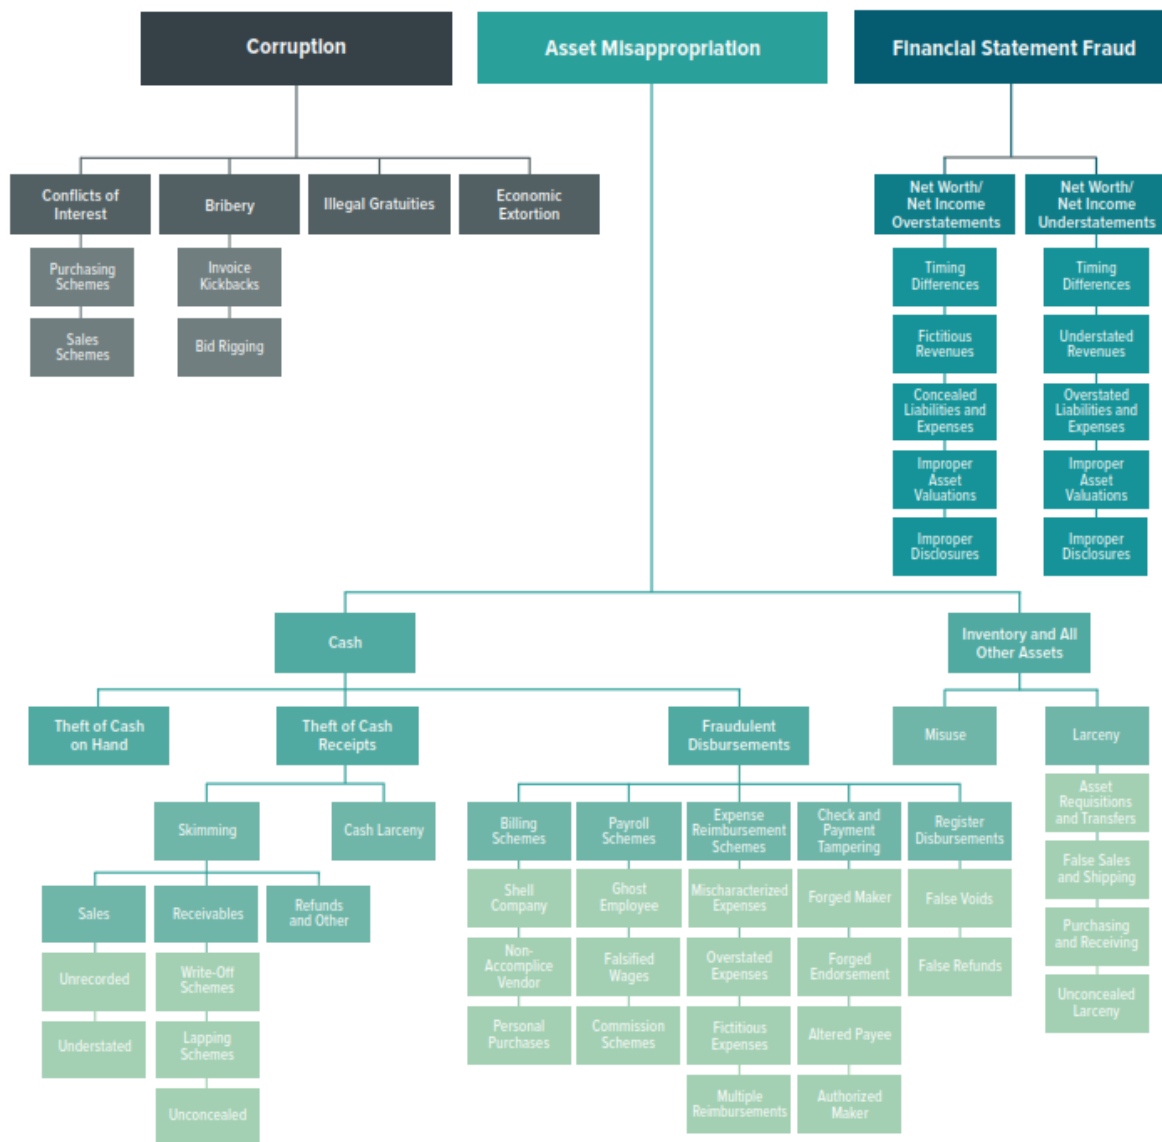 Corruption
Asset Misappropriation
Financial Statement Fraud
Conflicts of
Interest
Bribery
Illegal Gratuities
Economic
Extortion
Net Worth/
Net Income
Overstatements
Net Worth/
Net Income
Understatements
Purchasing
Schemes
Sales
Schemes
Invoice
Kickbacks
Bid Rigging
Timing
Differences
Fictitious
Revenues
Concealed
Liabilities and
Expenses
Improper
Asset
Valuations
Improper
Disclosures
Timing
Differences
Understated
Revenues
Overstated
Liabilities and
Expenses
Improper
Asset
Valuations
Improper
Disclosures
Cash
Inventory and All
Other Assets
Theft of Cash
on Hand
Theft of Cash
Receipts
Fraudulent
Disbursements
Misuse
Larceny
Skimming
Cash Larceny
Sales
Receivables
Refunds
and Other
Unrecorded
Understated
Write-Off
Schemes
Lapping
Schemes
Unconcealed
Billing
Schemes
Shell
Company
Non-
Accomplice
Vendor
Personal
Purchases
Payroll
Schemes
Ghost
Employee
Falsified
Wages
Commission
Schemes
Expense
Reimbursement
Schemes
Mischaracterized
Expenses
Overstated
Expenses
Fictitious
Expenses
Multiple
Reimbursements
Check and
Payment
Tampering
Forged Maker
Forged
Endorsement
Altered Payee
Authorized
Maker
Register
Disbursements
False Voids
False Refunds
Asset
Requisitions
and Transfers
False Sales
and Shipping
Purchasing
and Receiving
Unconcealed
Larceny